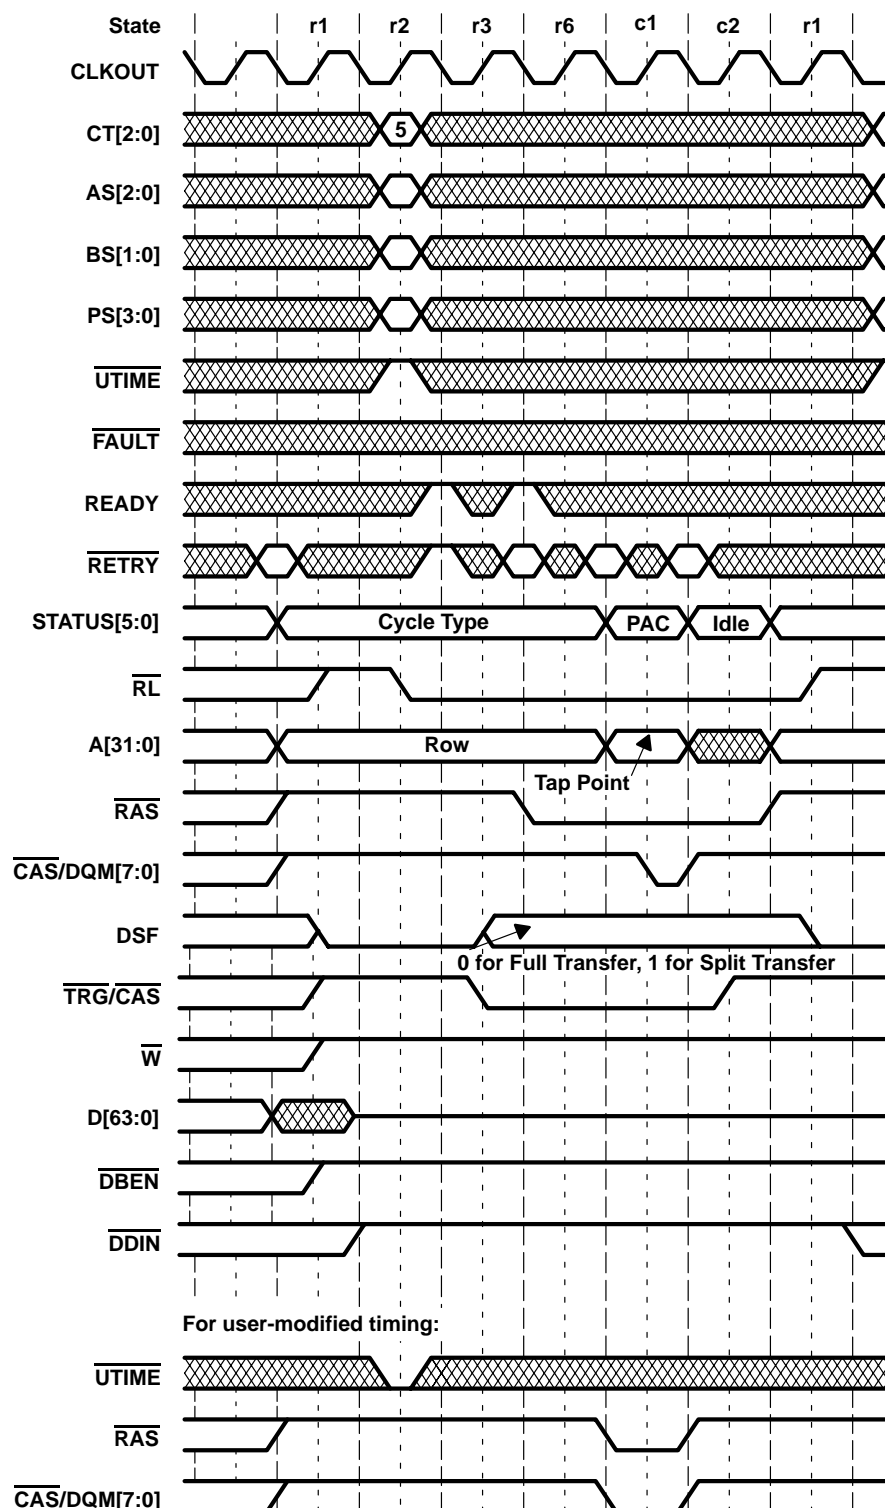 State r1 r2 r3 r6 c1 c2 r1
CLKOUT
CT[2:0] 5
AS[2:0]
BS[1:0]
PS[3:0]
UTIME
FAULT
READY
RETRY
STATUS[5:0] Cycle Type PAC Idle
RL
A[31:0] Row
Tap Point
RAS
CAS/DQM[7:0]
DSF
0 for Full Transfer, 1 for Split Transfer
TRG/CAS
W
D[63:0]
DBEN
DDIN
For user-modified timing:
UTIME
RAS
CAS/DQM[7:0]